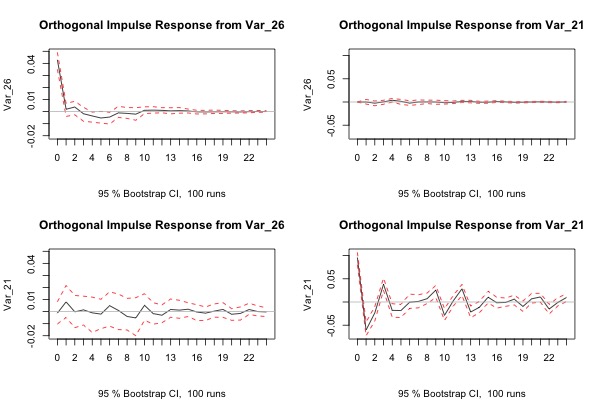 Orthogonal Impulse Response from Var_26
Var_26
0.04
0.01
-0.02
0 2 4 6 8 10 13 16 19 22
95 % Bootstrap CI, 100 runs
Orthogonal Impulse Response from Var_21
Var_26
0.05
-0.05
0 2 4 6 8 10 13 16 19 22
95 % Bootstrap CI, 100 runs
Orthogonal Impulse Response from Var_26
Var_21
0.04
0.01
-0.02
0 2 4 6 8 10 13 16 19 22
95 % Bootstrap CI, 100 runs
Orthogonal Impulse Response from Var_21
Var_21
0.05
-0.05
0 2 4 6 8 10 13 16 19 22
95 % Bootstrap CI, 100 runs